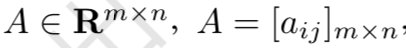 A ∈ R^{m×n}, A = [a_{ij}]_{m×n},